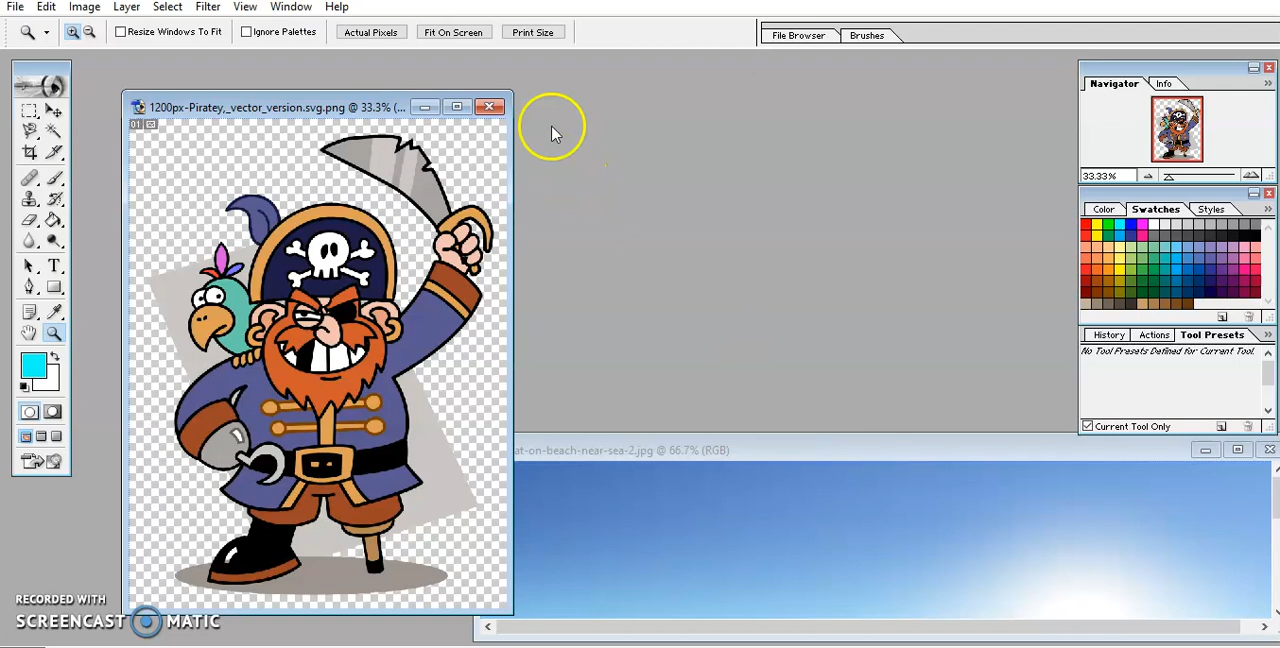 File Edit Image Layer Select Filter View Window Help
Resize Windows To Fit Ignore Palettes Actual Pixels Fit On Screen Print Size File Browser Brushes
Navigator Info
1200px-Piratey,_vector_version.svg.png @ 33.3% (...
01
33.33%
Color Swatches Styles
History Actions Tool Presets
No Tool Presets Defined for Current Tool.
Current Tool Only
at-on-beach-near-sea-2.jpg @ 66.7% (RGB)
RECORDED WITH
SCREENCAST MATIC